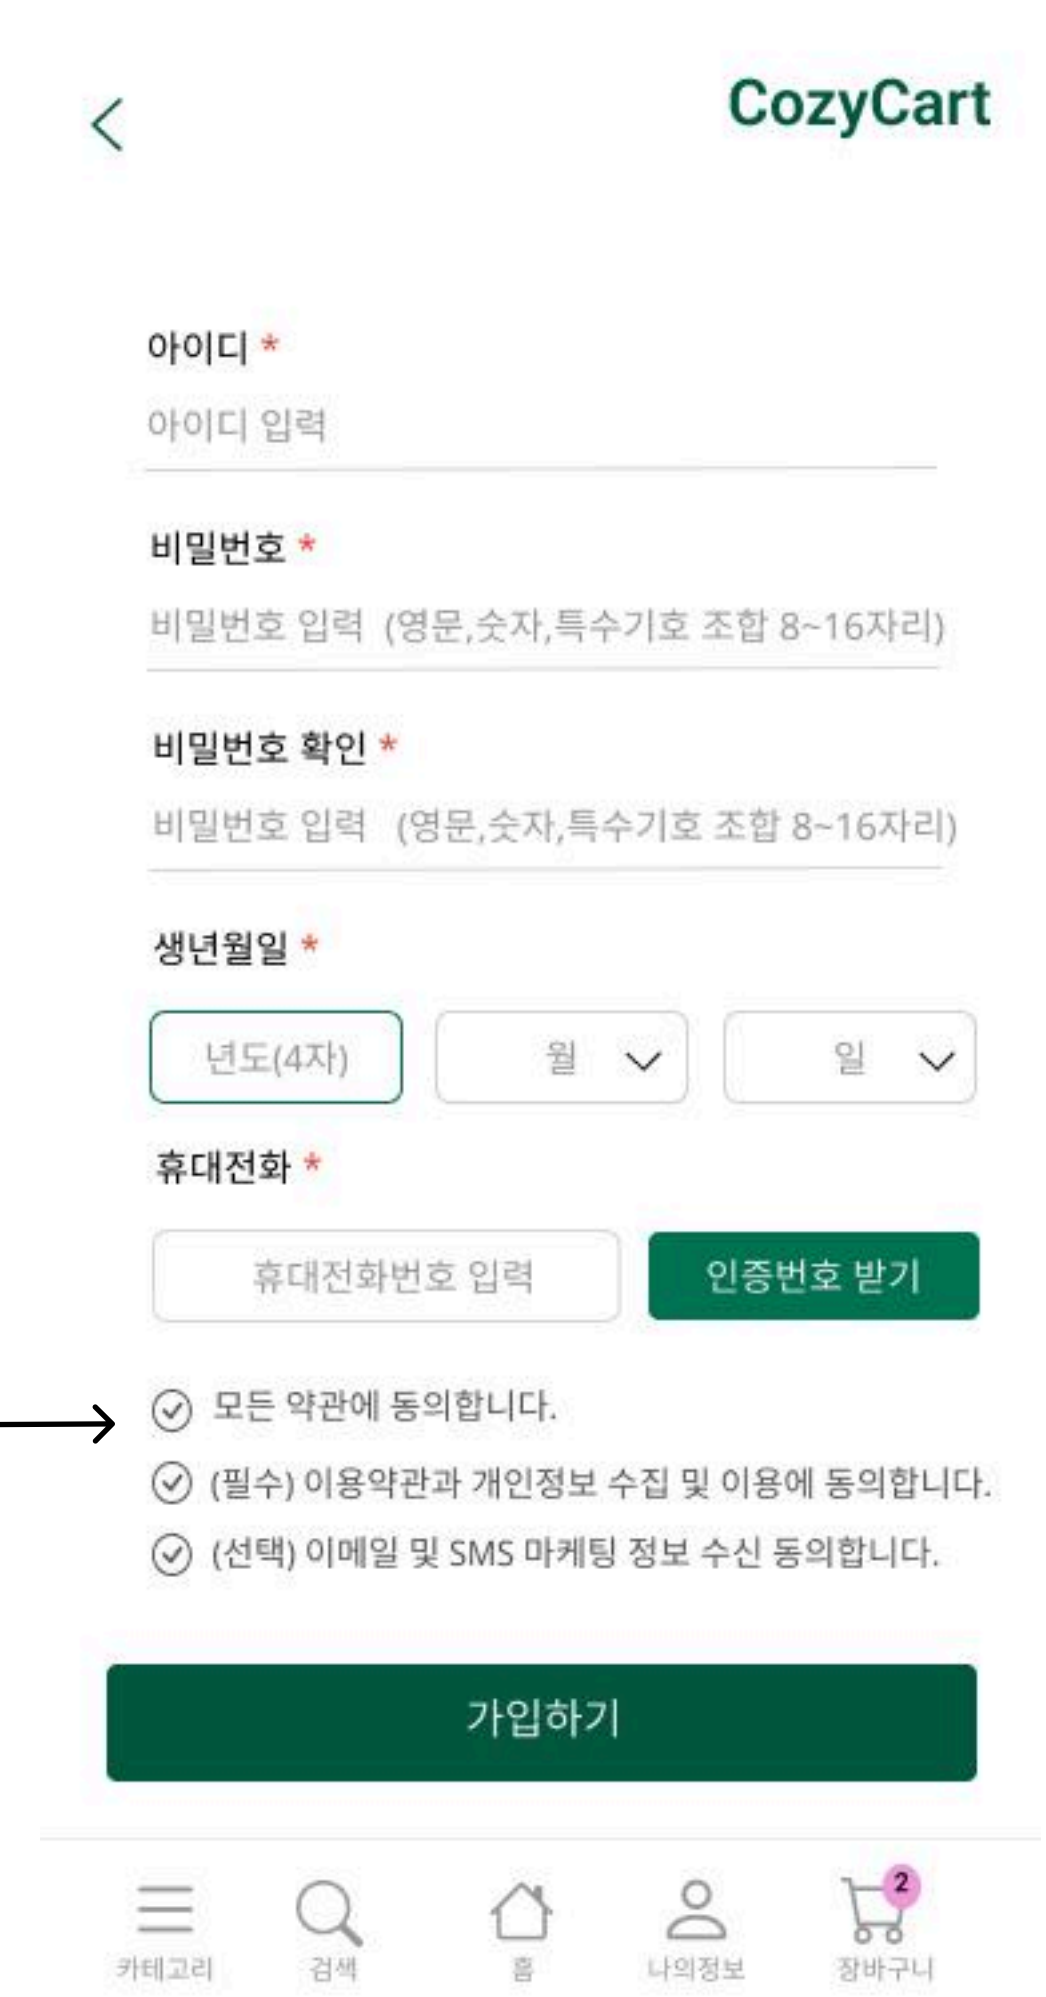 CozyCart
아이디 *
아이디 입력
비밀번호 *
비밀번호 입력 (영문,숫자,특수기호 조합 8~16자리)
비밀번호 확인 *
비밀번호 입력 (영문,숫자,특수기호 조합 8~16자리)
생년월일 *
년도(4자) 월 일
휴대전화 *
휴대전화번호 입력 인증번호 받기
모든 약관에 동의합니다.
(필수) 이용약관과 개인정보 수집 및 이용에 동의합니다.
(선택) 이메일 및 SMS 마케팅 정보 수신 동의합니다.
가입하기
2
카테고리 검색 홈 나의정보 장바구니